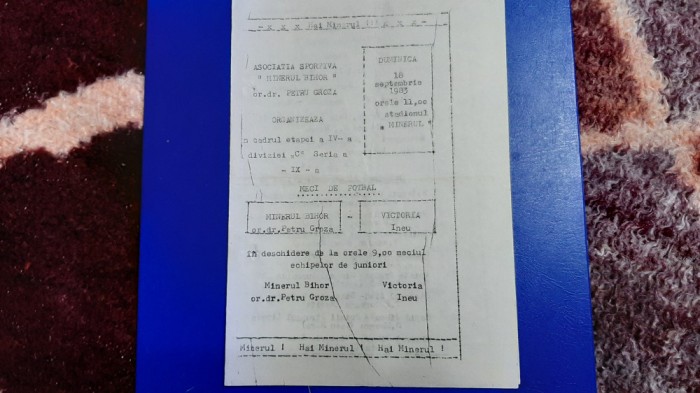 - x x x Hai Minerul !!! x x x -
ASOCIATIA SPORTIVA
" MINERUL BIHOR "
or.dr. PETRU GROZA
ORGANIZEAZA
n cadrul etapei a IV-a
diviziei „C" Seria a
- IX - a
DUMINICA
18
septembrie
1983
orele 11,oo
stadionul
" MINERUL "
MECI DE FOTBAL
MINERUL BIHOR
or.dr.Petru Groza
-
VICTORIA
Ineu
În deschidere de la orele 9,oo meciul
echipelor de juniori
Minerul Bihor
or.dr.Petru Groza
Victoria
Ineu
Minerul ! Hai Minerul ! Hai Minerul !